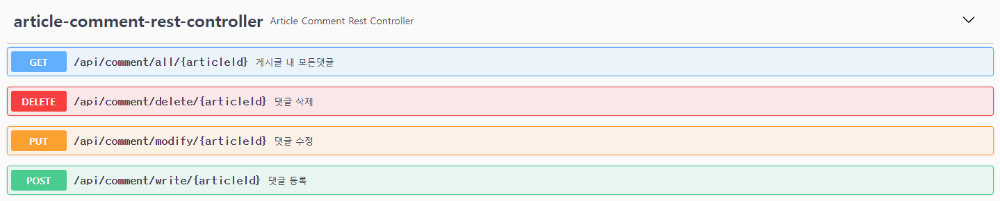 article-comment-rest-controller Article Comment Rest Controller
GET /api/comment/all/{articleId} 게시글 내 모든댓글
DELETE /api/comment/delete/{articleId} 댓글 삭제
PUT /api/comment/modify/{articleId} 댓글 수정
POST /api/comment/write/{articleId} 댓글 등록